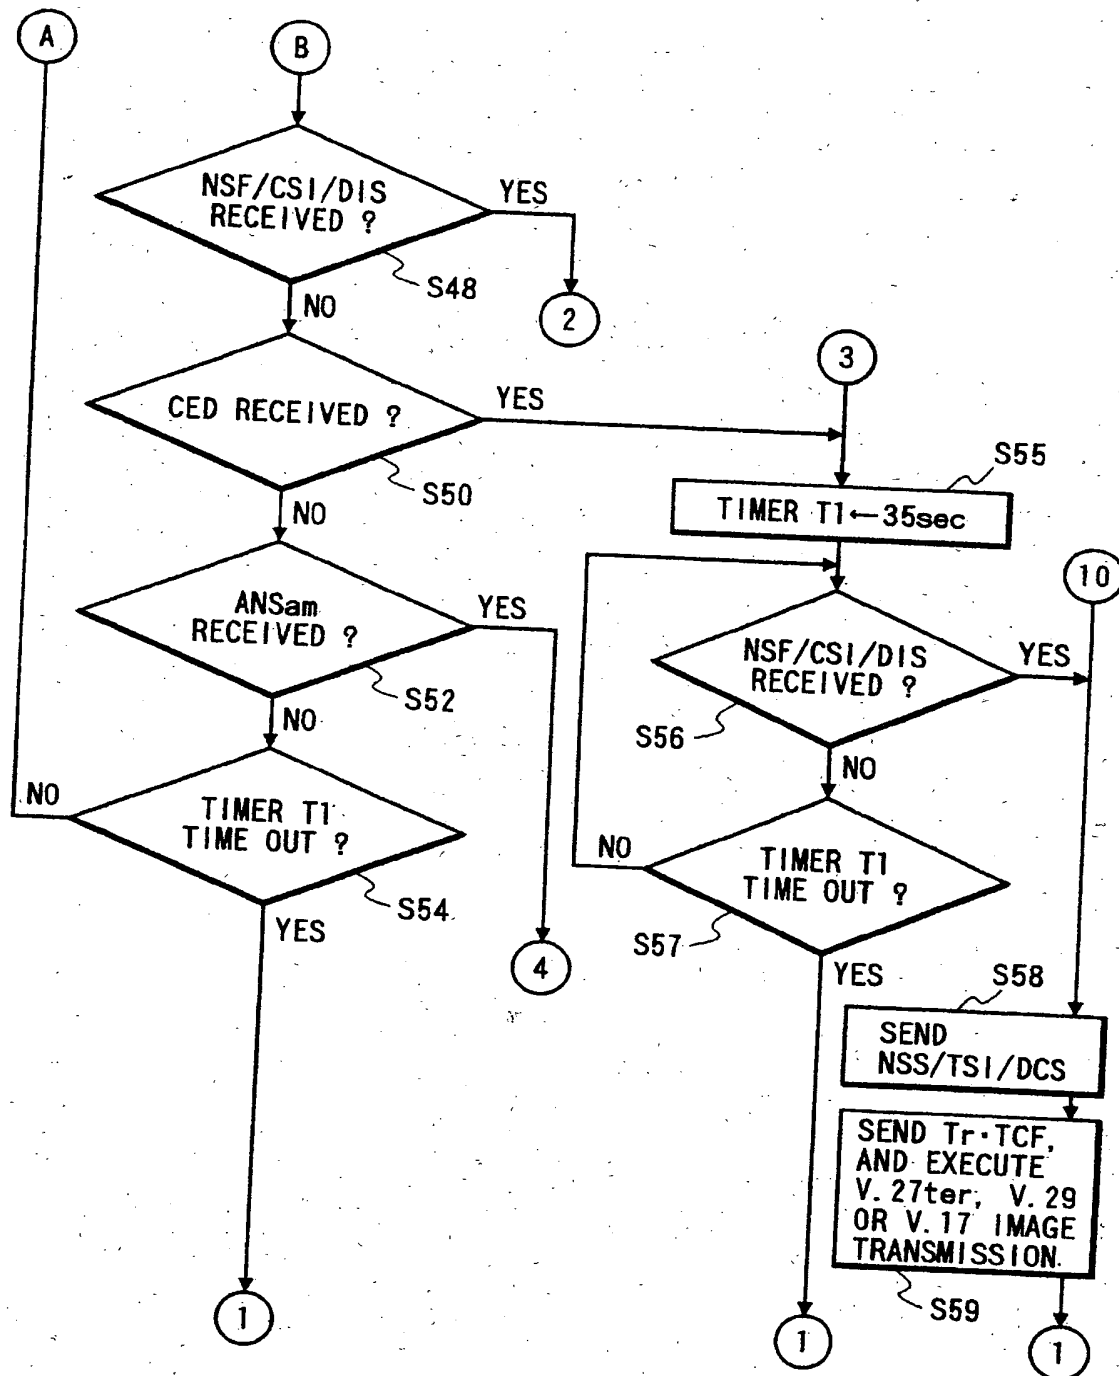 A
B
NSF/CSI/DIS
RECEIVED ?
YES
S48
NO
2
CED RECEIVED ?
YES
S50
NO
3
S55
TIMER T1←35sec
ANSam
RECEIVED ?
YES
S52
NO
10
NSF/CSI/DIS
RECEIVED ?
YES
S56
NO
TIMER T1
TIME OUT ?
NO
S54
YES
4
TIMER T1
TIME OUT ?
NO
S57
YES
S58
SEND
NSS/TSI/DCS
SEND Tr·TCF,
AND EXECUTE
V.27ter, V.29
OR V.17 IMAGE
TRANSMISSION.
S59
1
1
1